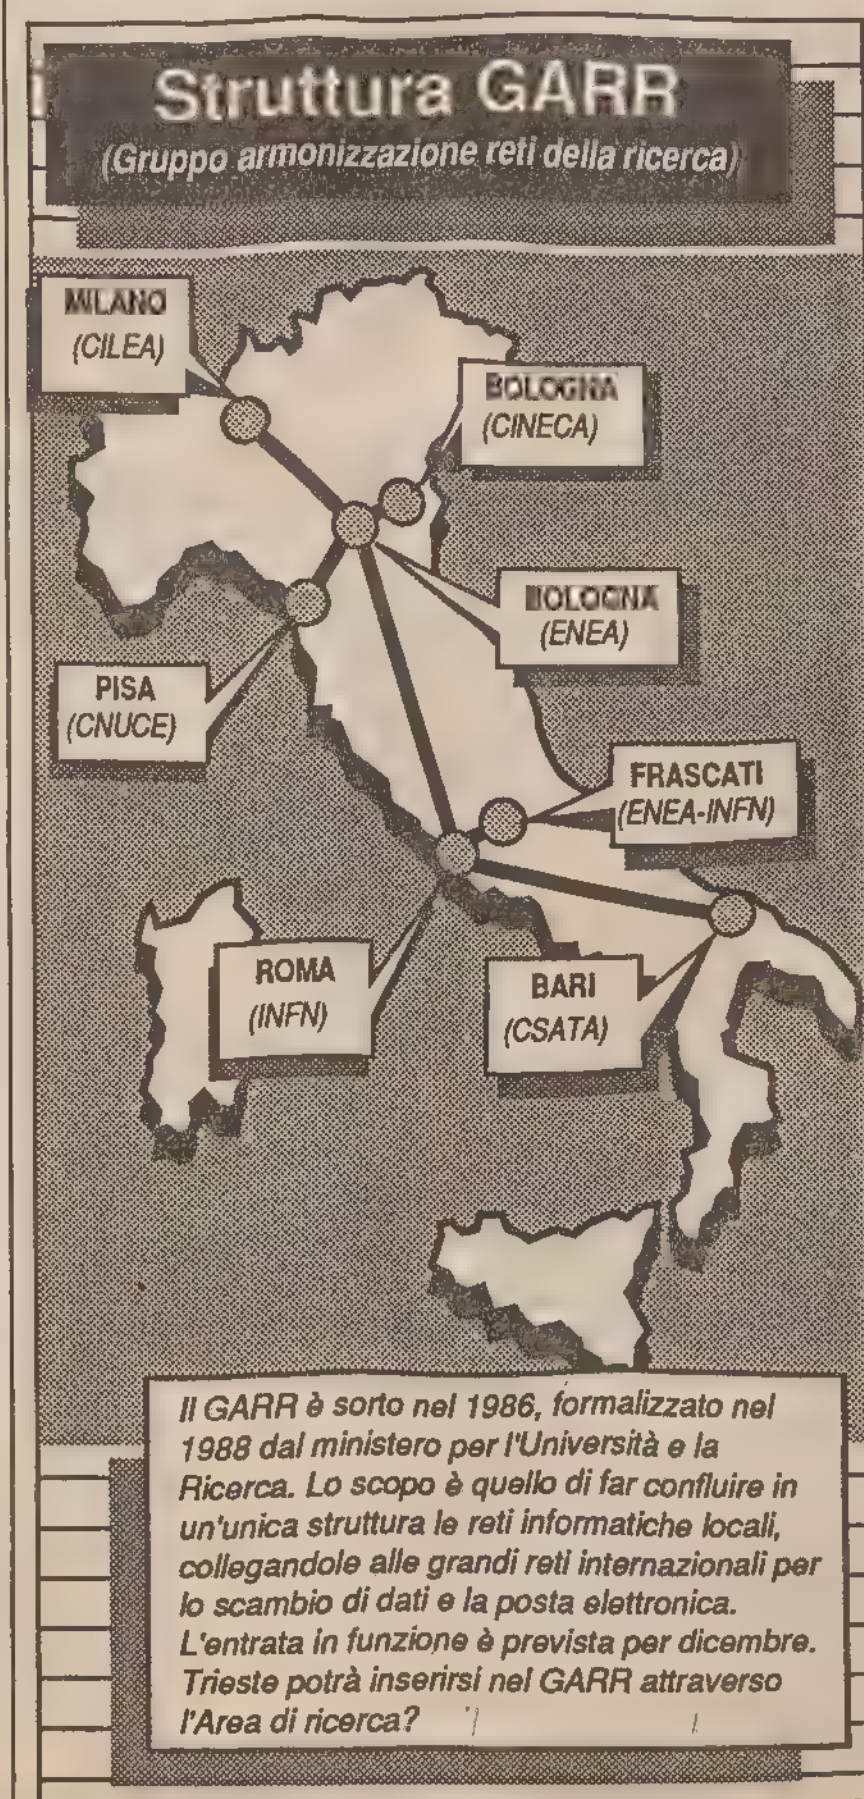 Struttura GARR
(Gruppo armonizzazione reti della ricerca)
MILANO
(CILEA)
BOLOGNA
(CINECA)
BOLOGNA
(ENEA)
PISA
(CNUCE)
FRASCATI
(ENEA-INFN)
ROMA
(INFN)
BARI
(CSATA)
Il GARR è sorto nel 1986, formalizzato nel
1988 dal ministero per l'Università e la
Ricerca. Lo scopo è quello di far confluire in
un'unica struttura le reti informatiche locali,
collegandole alle grandi reti internazionali per
lo scambio di dati e la posta elettronica.
L'entrata in funzione è prevista per dicembre.
Trieste potrà inserirsi nel GARR attraverso
l'Area di ricerca?